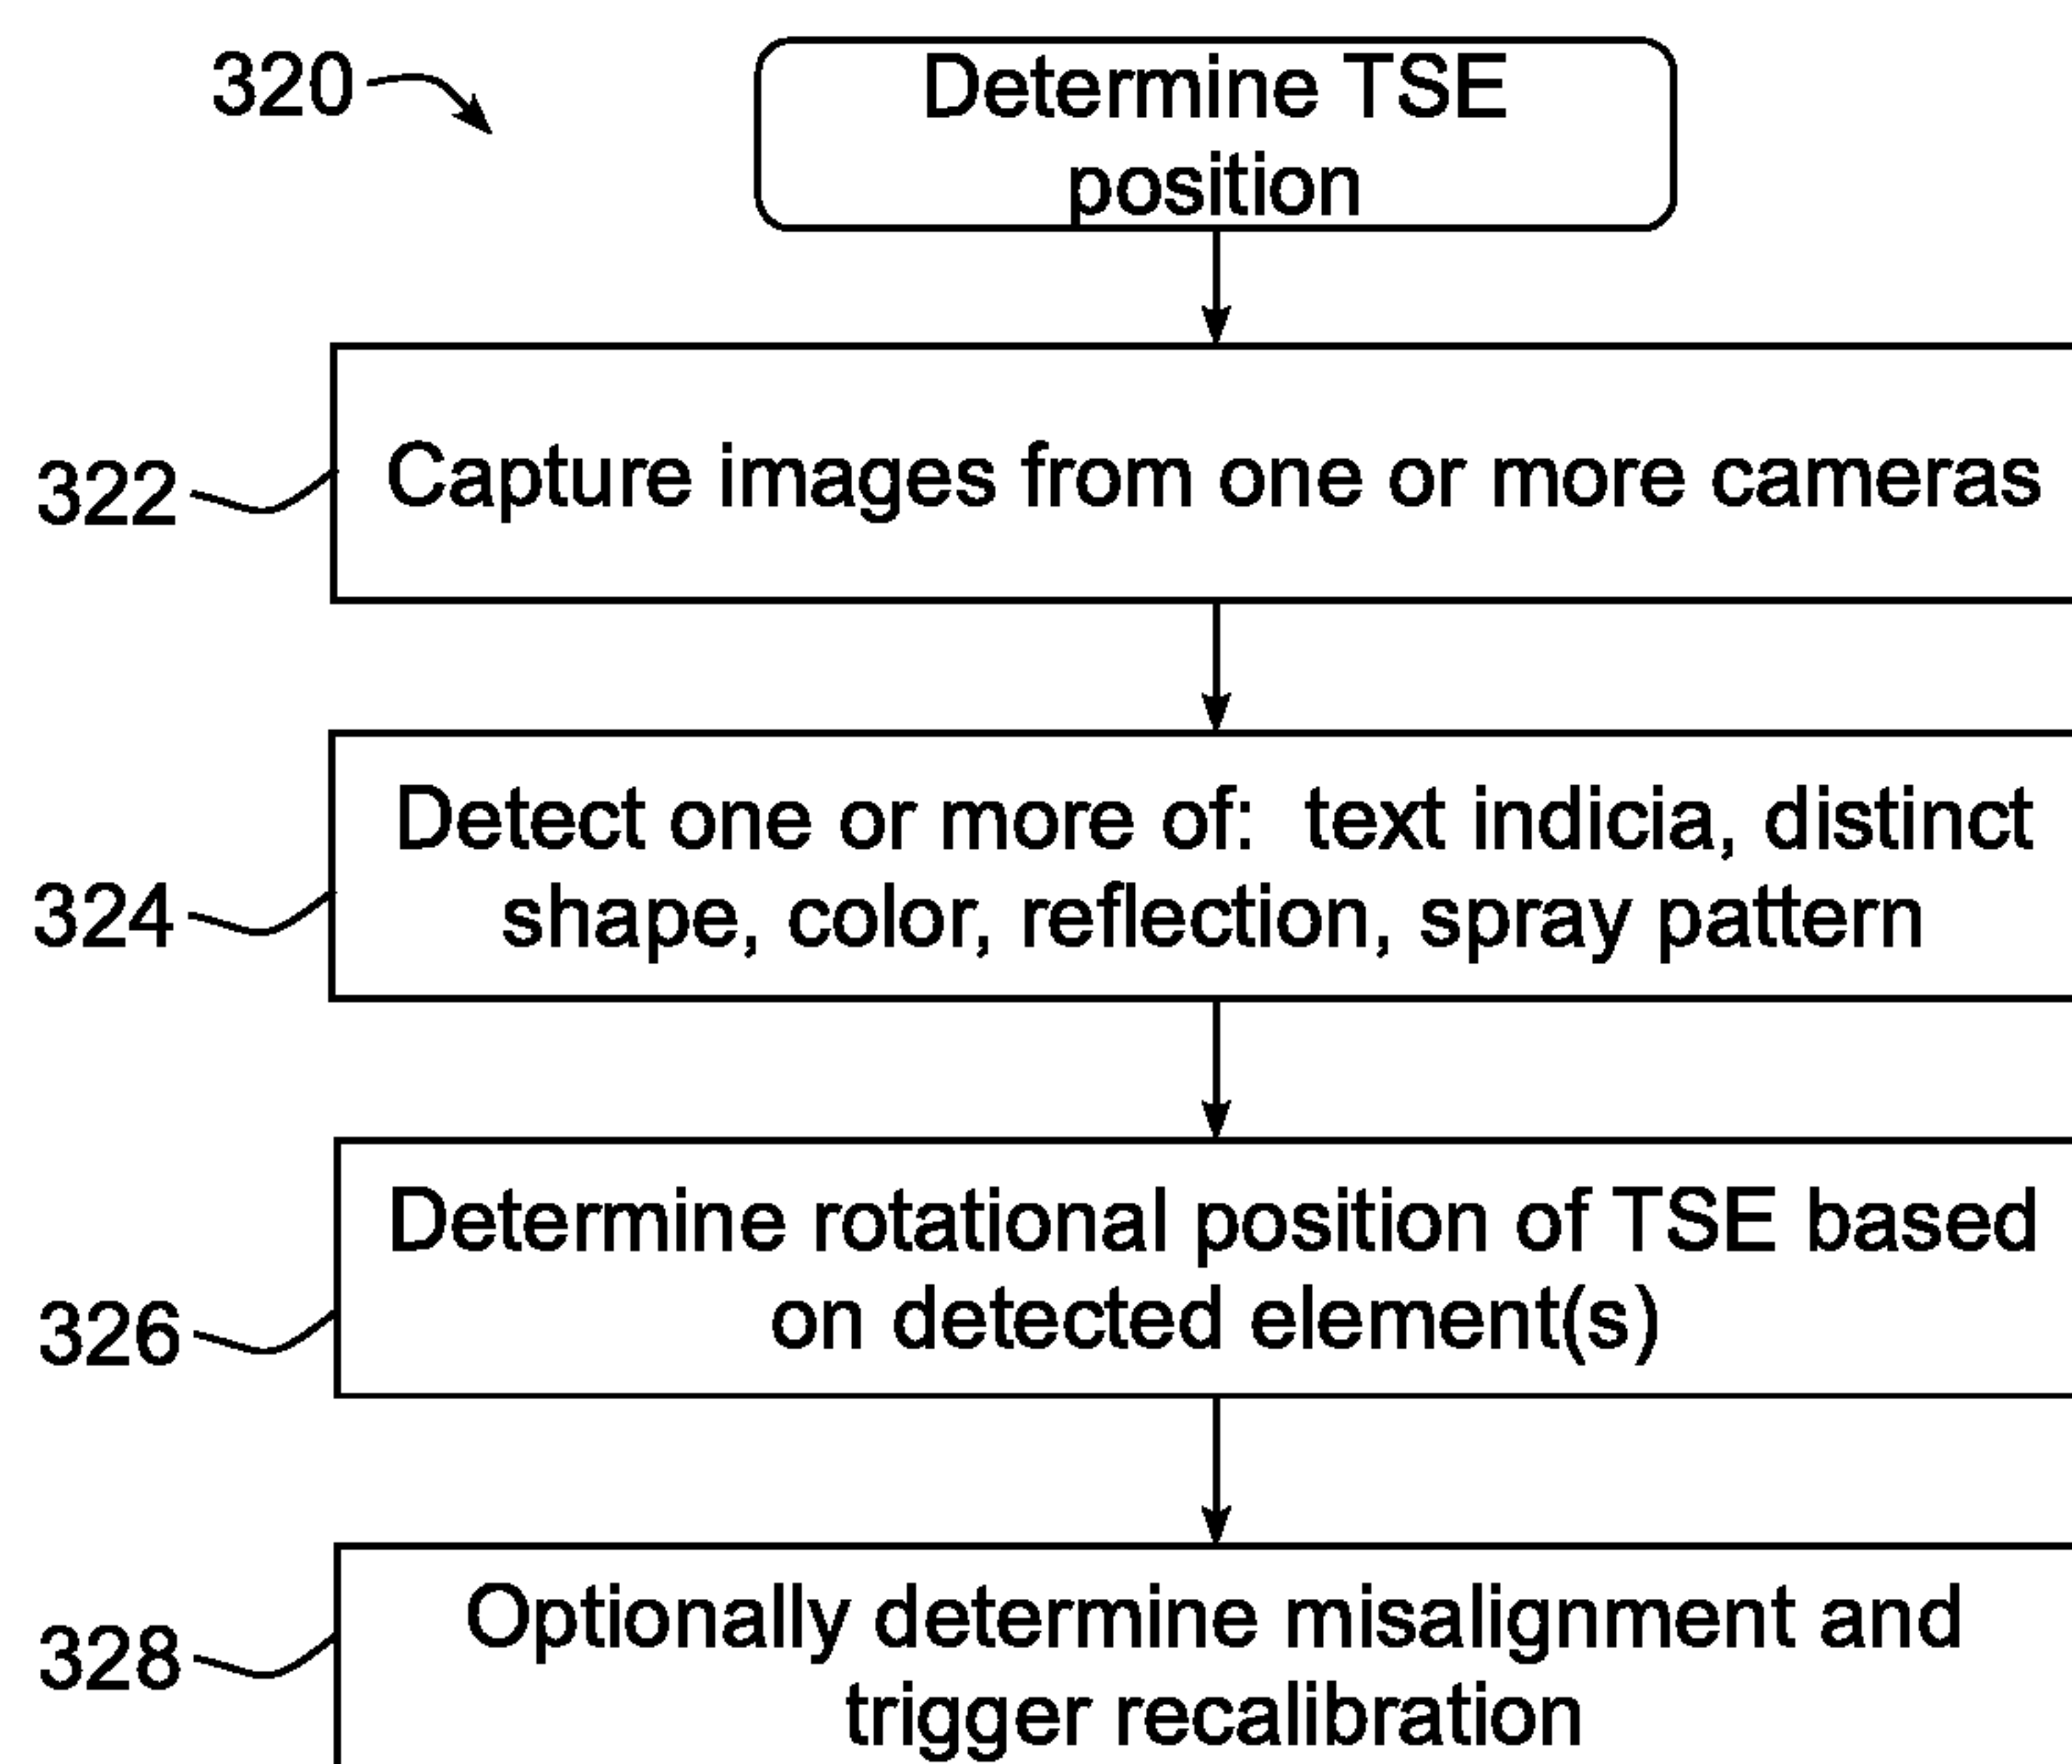 320
Determine TSE
position
322
Capture images from one or more cameras
324
Detect one or more of: text indicia, distinct
shape, color, reflection, spray pattern
326
Determine rotational position of TSE based
on detected element(s)
328
Optionally determine misalignment and
trigger recalibration